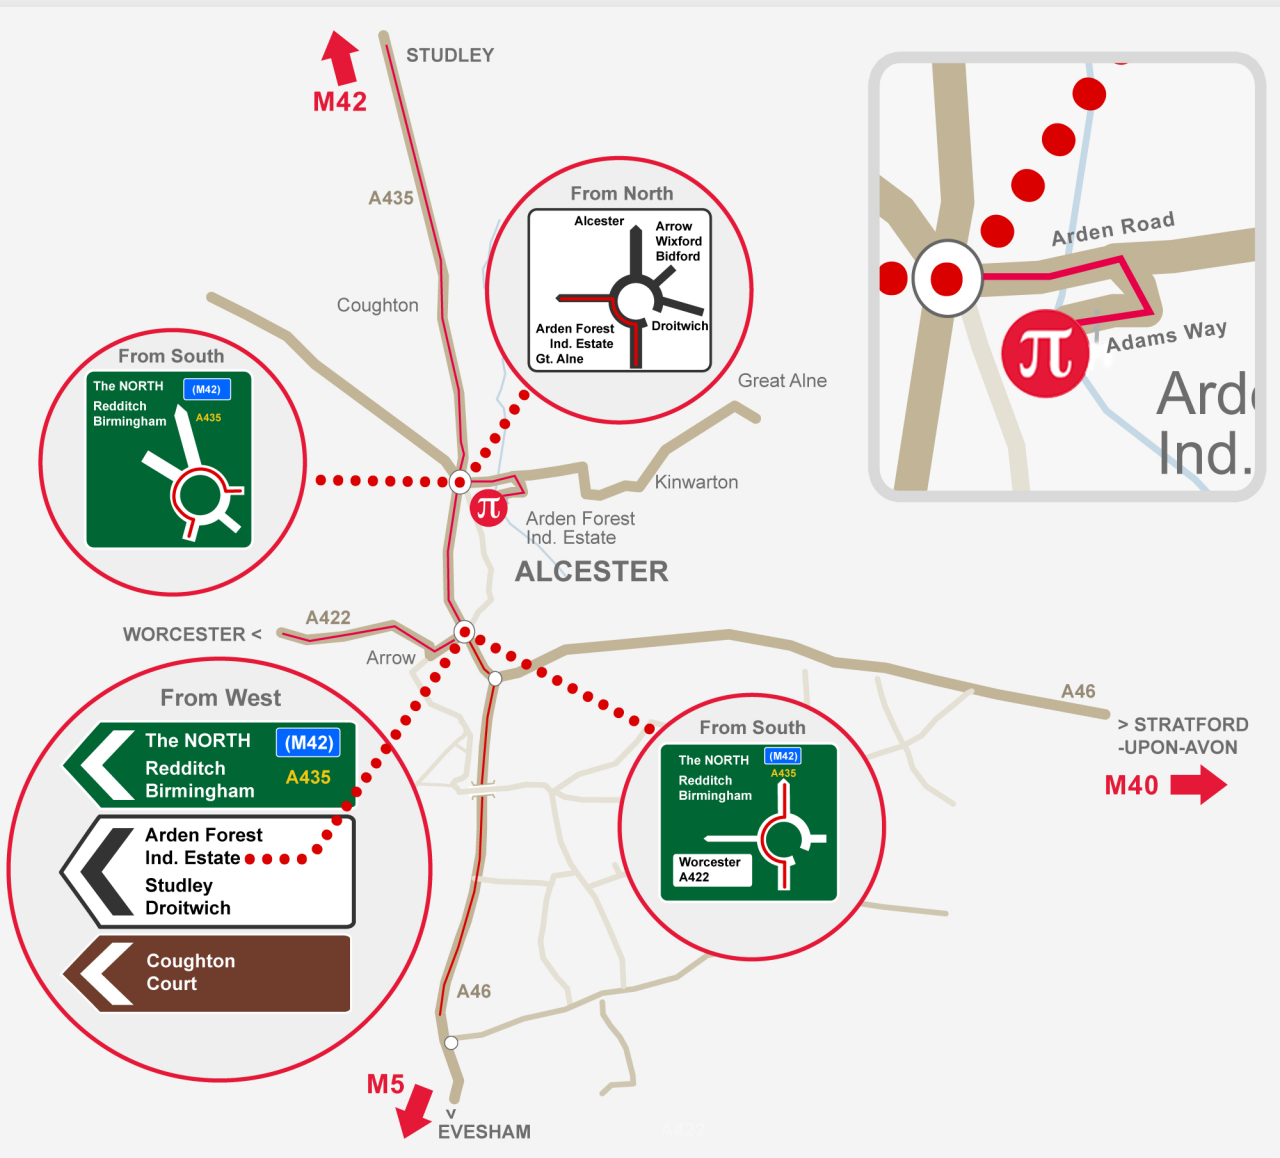 STUDLEY
M42
A435
Coughton
From North
Alcester
Arrow
Wixford
Bidford
Droitwich
Arden Forest
Ind. Estate
Gt. Alne
Arden Road
Adams Way
π
Ind.
From South
The NORTH (M42)
Redditch
Birmingham A435
Great Alne
Kinwarton
π
Arden Forest
Ind. Estate
ALCESTER
A422
WORCESTER <
Arrow
A46
> STRATFORD
-UPON-AVON
M40
From West
The NORTH (M42)
Redditch
Birmingham A435
Arden Forest
Ind. Estate
Studley
Droitwich
Coughton
Court
From South
The NORTH (M42)
A435
Redditch
Birmingham
Worcester
A422
A46
M5
v
EVESHAM